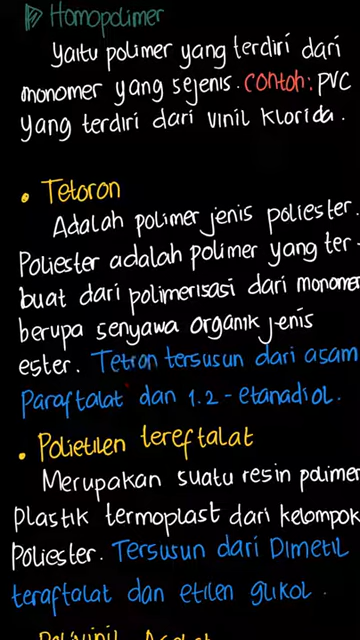 Homopolimer
Yaitu polimer yang terdiri dari
monomer yang sejenis. Contoh: PVC
yang terdiri dari vinil klorida.
• Tetoron
Adalah polimer jenis poliester.
Poliester adalah polimer yang ter-
buat dari polimerisasi dari monomer
berupa senyawa organik jenis
ester. Tetron tersusun dari asam
Paraftalat dan 1.2-etanadiol.
• Polietilen tereftalat
Merupakan suatu resin polimer
plastik termoplast dari kelompok
poliester. Tersusun dari Dimetil
teraftalat dan etilen glikol.